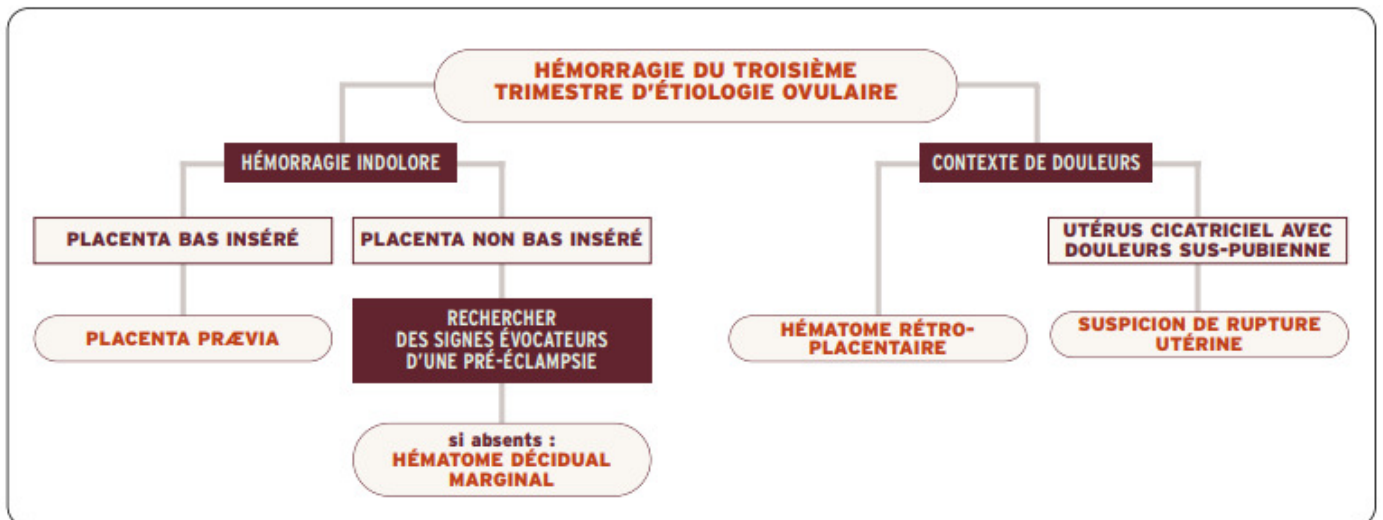 HÉMORRAGIE DU TROISIÈME
TRIMESTRE D'ÉTIOLOGIE OVULAIRE
HÉMORRAGIE INDOLORE
CONTEXTE DE DOULEURS
PLACENTA BAS INSÉRÉ
PLACENTA NON BAS INSÉRÉ
UTÉRUS CICATRICIEL AVEC
DOULEURS SUS-PUBIENNE
PLACENTA PRÆVIA
RECHERCHER
DES SIGNES ÉVOCATEURS
D'UNE PRÉ-ÉCLAMPSIE
HÉMATOME RÉTRO-
PLACENTAIRE
SUSPICION DE RUPTURE
UTÉRINE
si absents :
HÉMATOME DÉCIDUAL
MARGINAL